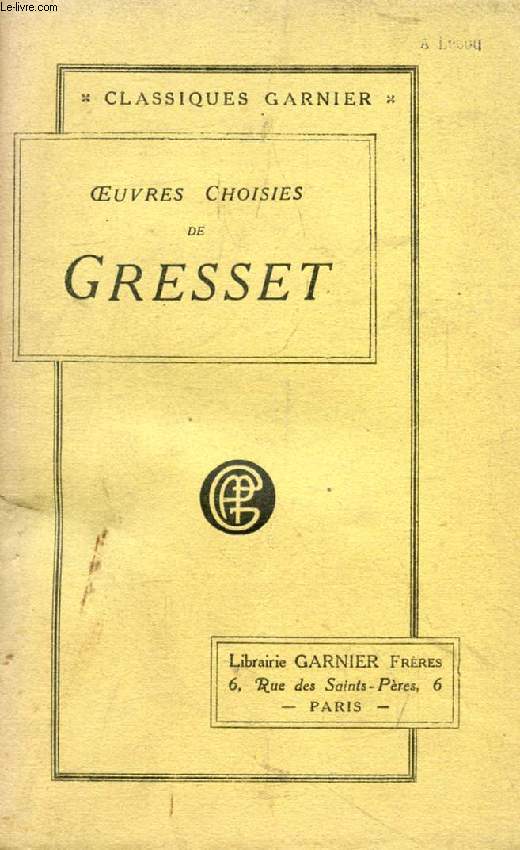 Le-livre.com
※ CLASSIQUES GARNIER ※
ŒUVRES CHOISIES
DE
GRESSET
Librairie GARNIER FRÈRES
6, Rue des Saints-Pères, 6
— PARIS —